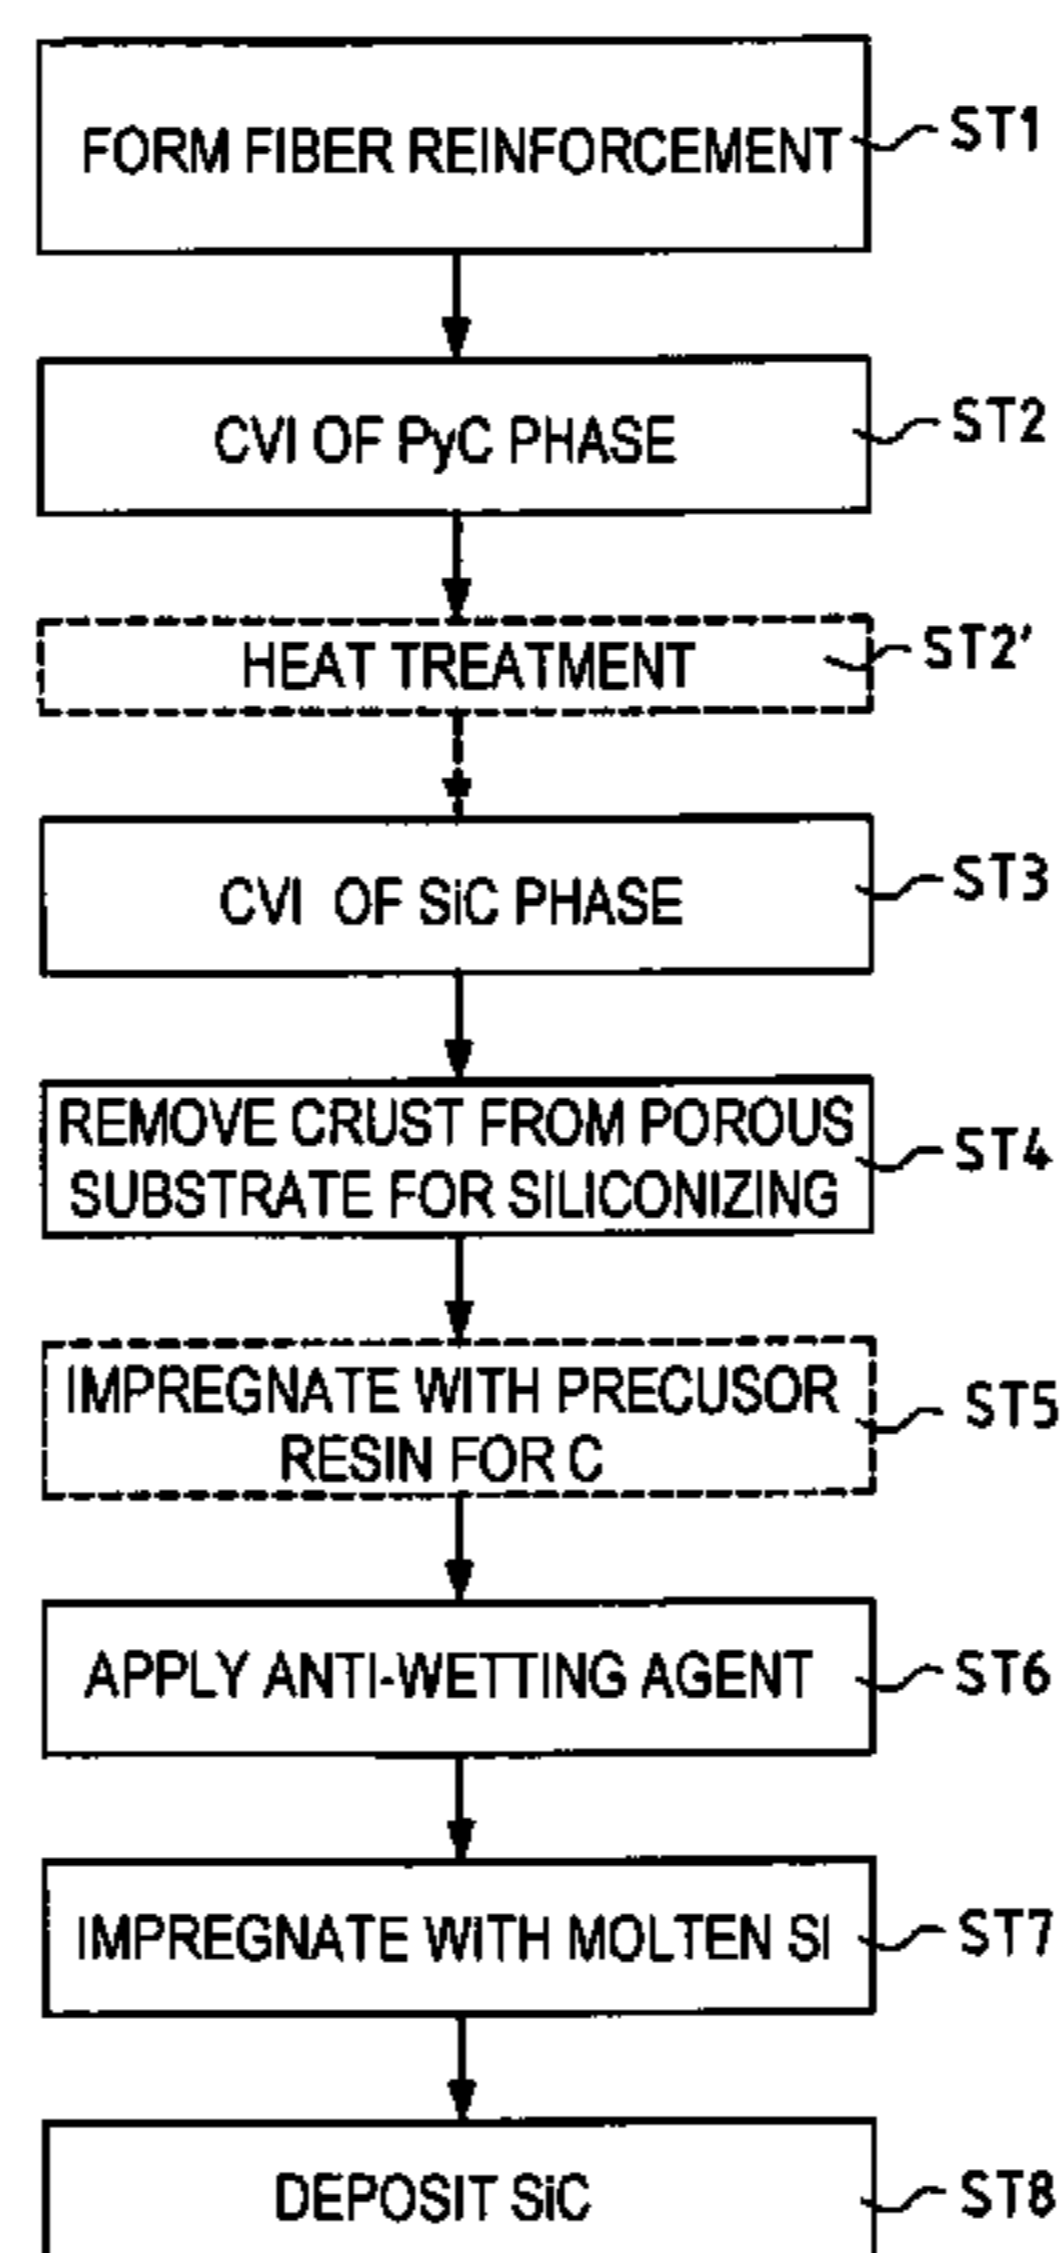 FORM FIBER REINFORCEMENT
ST1
CVI OF PyC PHASE
ST2
HEAT TREATMENT
ST2'
CVI OF SiC PHASE
ST3
REMOVE CRUST FROM POROUS
SUBSTRATE FOR SILICONIZING
ST4
IMPREGNATE WITH PRECUSOR
RESIN FOR C
ST5
APPLY ANTI-WETTING AGENT
ST6
IMPREGNATE WITH MOLTEN SI
ST7
DEPOSIT SiC
ST8